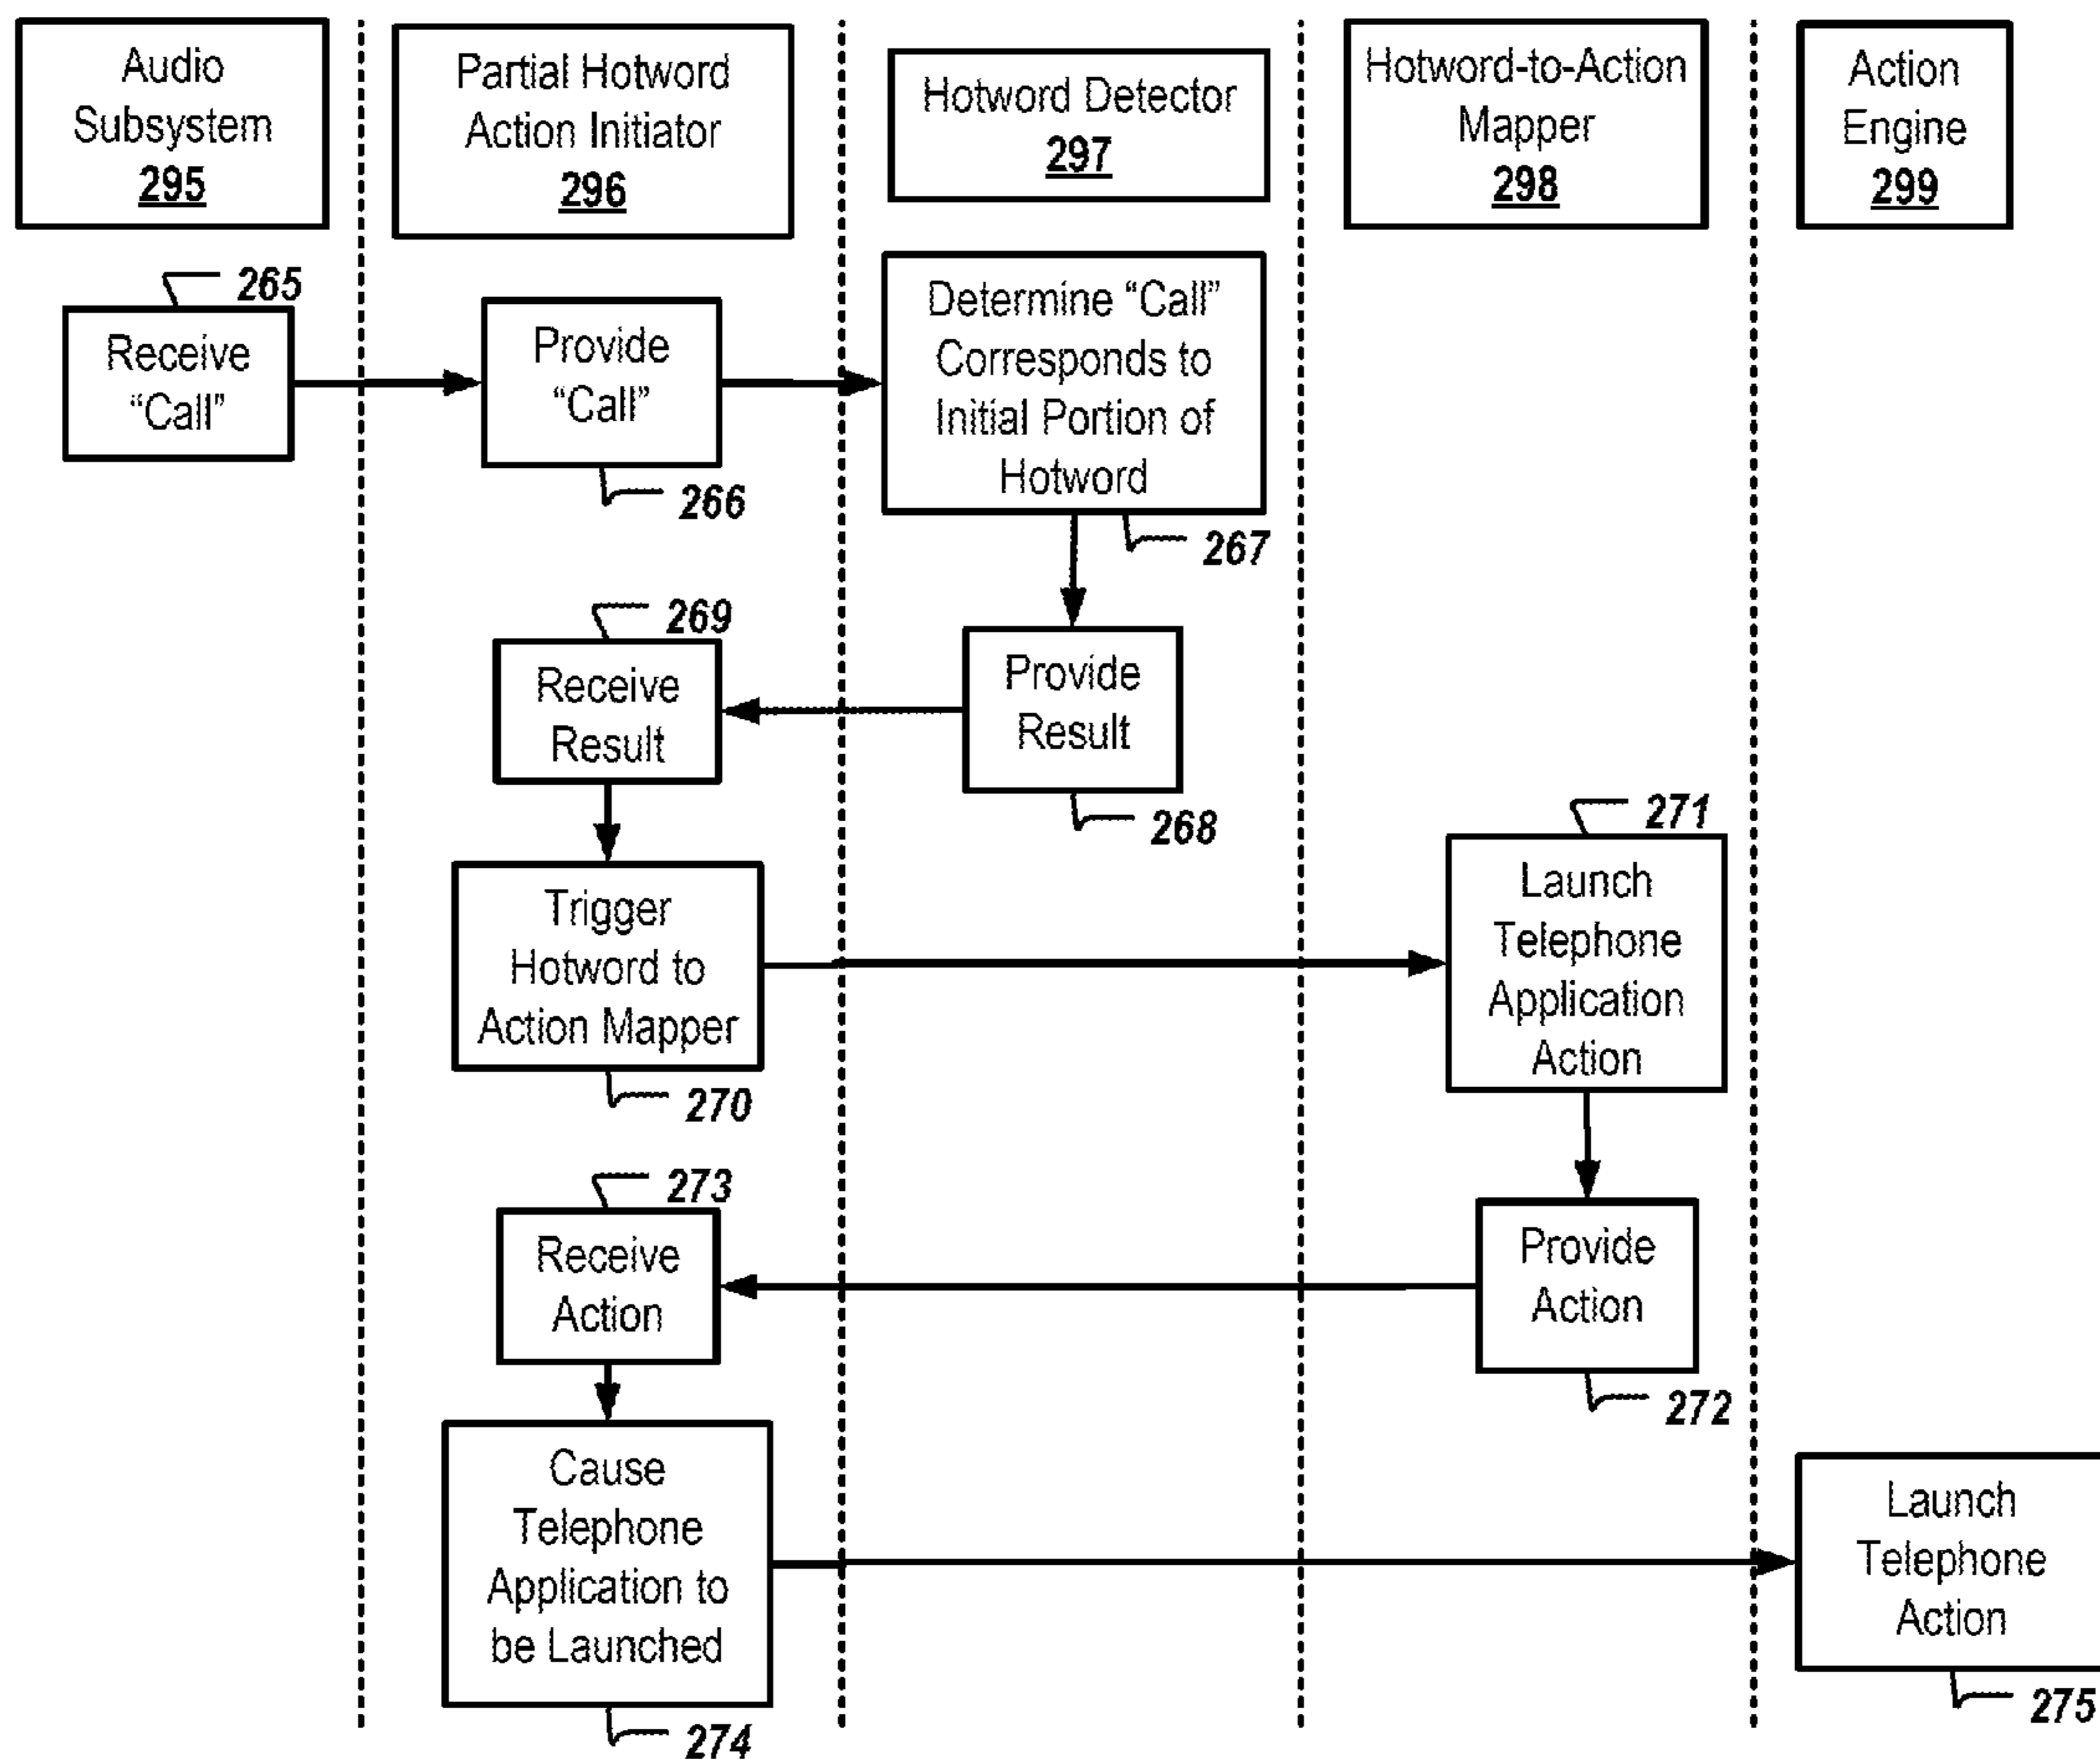 Audio
Subsystem
295
Partial Hotword
Action Initiator
296
Hotword Detector
297
Hotword-to-Action
Mapper
298
Action
Engine
299
265
Receive
“Call”
Provide
“Call”
266
Determine “Call”
Corresponds to
Initial Portion of
Hotword
267
Provide
Result
268
269
Receive
Result
Trigger
Hotword to
Action Mapper
270
271
Launch
Telephone
Application
Action
Provide
Action
272
273
Receive
Action
Cause
Telephone
Application to
be Launched
274
Launch
Telephone
Action
275